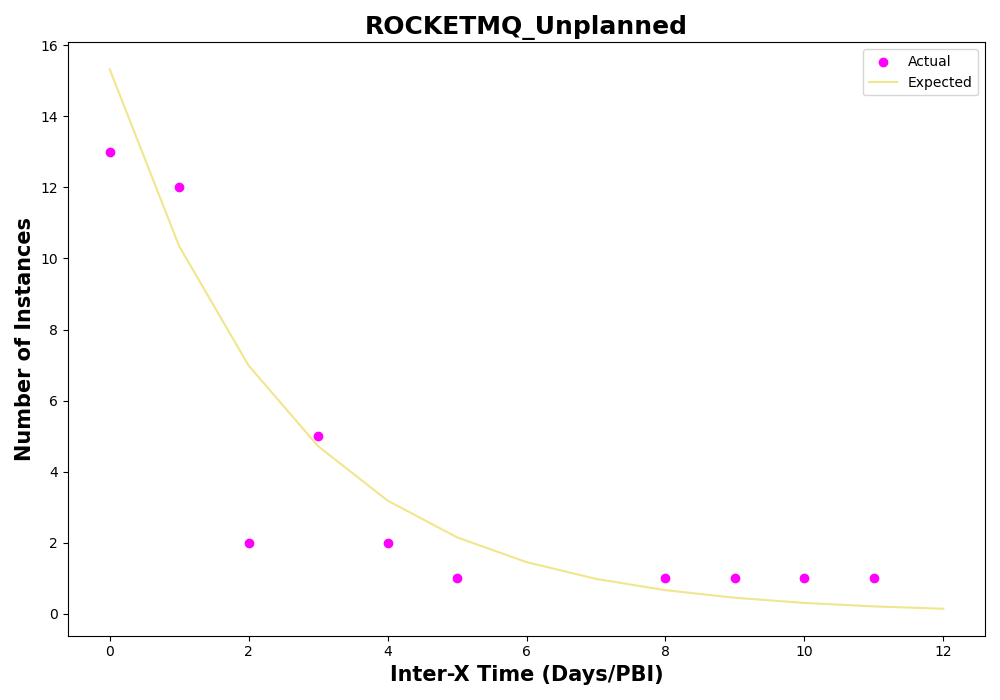 ROCKETMQ_Unplanned
Actual
Expected
Number of Instances
16
14
12
10
8
6
4
2
0
0 2 4 6 8 10 12
Inter-X Time (Days/PBI)